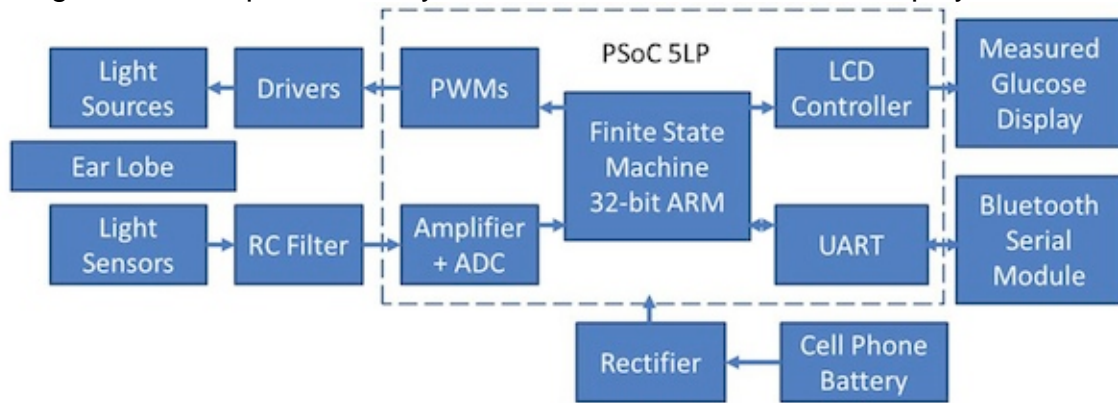 PSoC 5LP
Light
Sources
Drivers
PWMs
LCD
Controller
Measured
Glucose
Display
Finite State
Machine
32-bit ARM
Ear Lobe
Light
Sensors
RC Filter
Amplifier
+ ADC
UART
Bluetooth
Serial
Module
Rectifier
Cell Phone
Battery